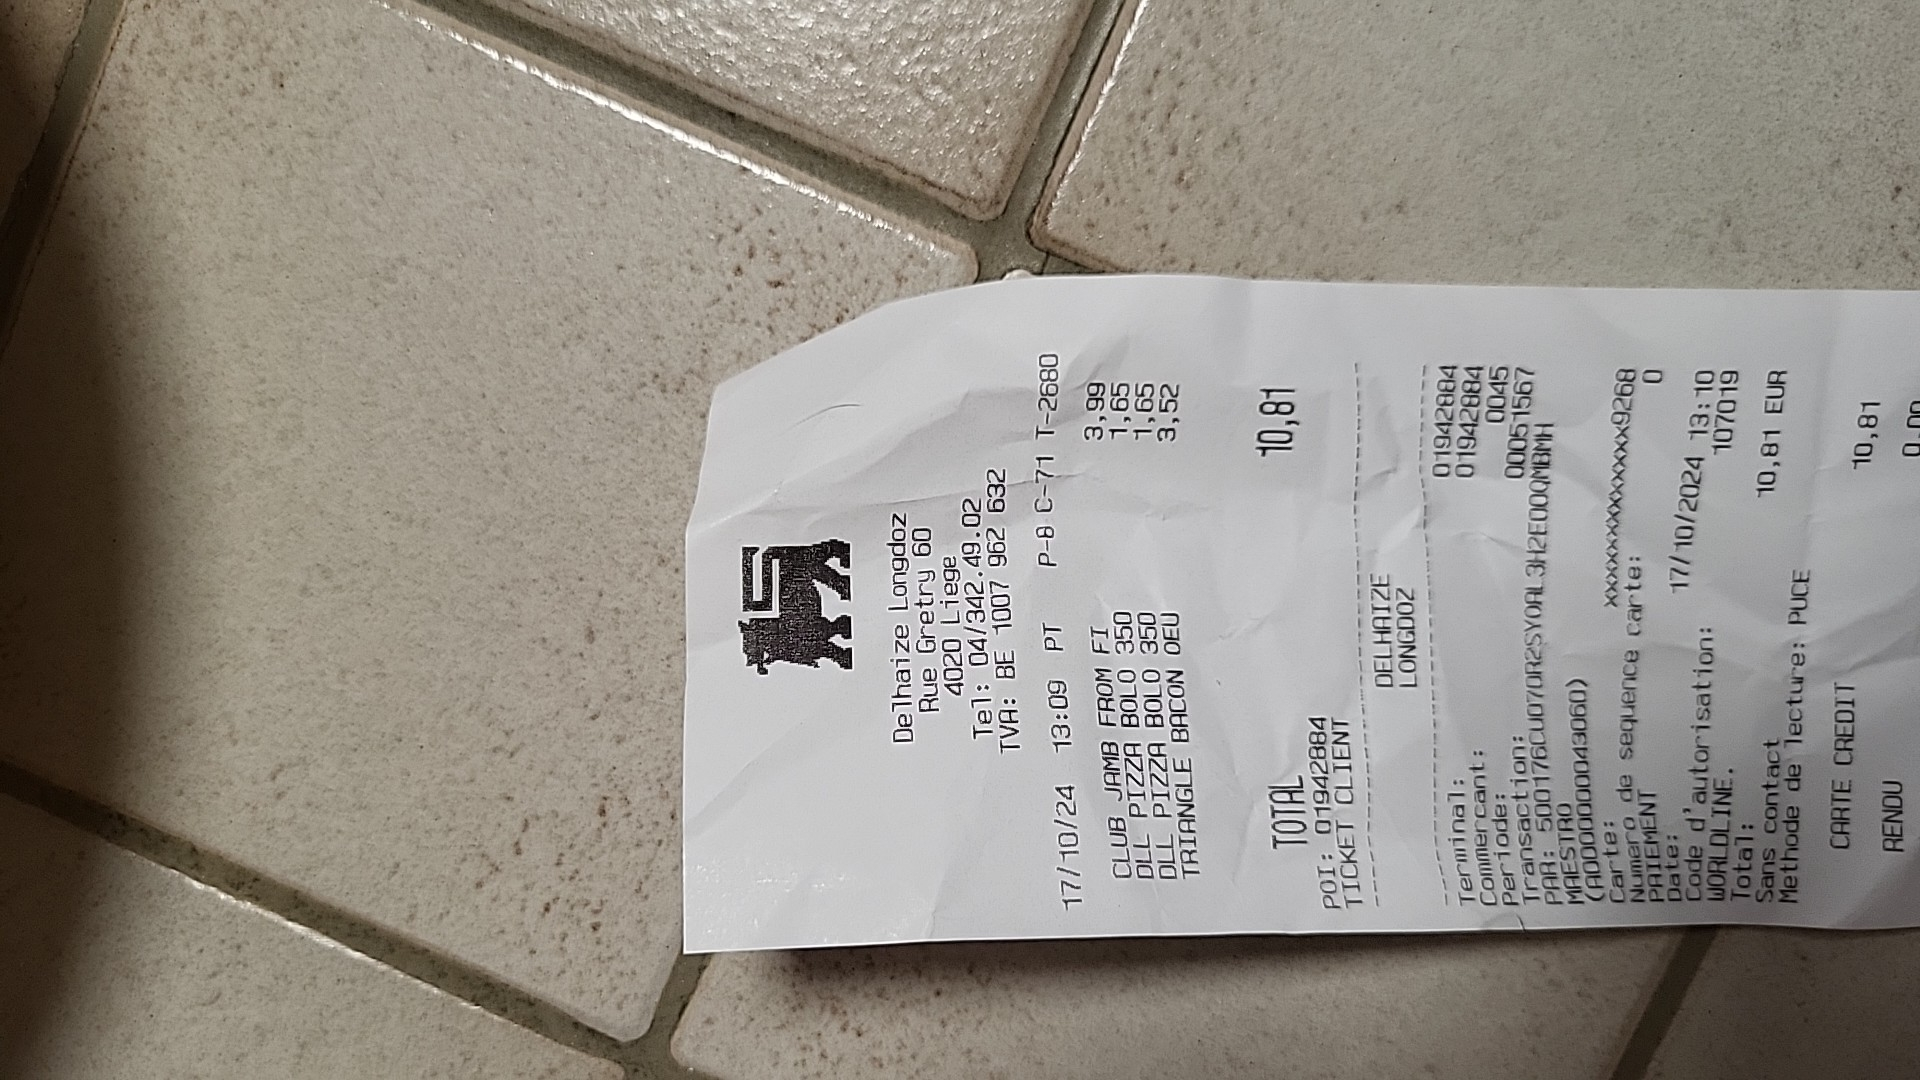 Delhaize Longdoz
Rue Gretry 60
4020 Liege
Tel: 04/342.49.02
TVA: BE 1007 962 632
17/10/24 13:09 PT P-8 C-71 T-2680
CLUB JAMB FROM FI 3,99
DLL PIZZA BOLO 350 1,65
DLL PIZZA BOLO 350 1,65
TRIANGLE BACON OEU 3,52
TOTAL 10,81
POI: 01942884
TICKET CLIENT
DELHAIZE
LONGDOZ
Terminal: 01942884
Commercant: 01942884
Periode: 0045
Transaction: 00051567
PAR: 5001176CU070R2SYOAL3H2EOOQMBMH
MAESTRO
(A0000000043060)
Carte: xxxxxxxxxxxxxxx9268
Numero de sequence carte: 0
PAIEMENT
Date: 17/10/2024 13:10
Code d'autorisation: 107019
WORLDLINE.
Total: 10,81 EUR
Sans contact
Methode de lecture: PUCE
CARTE CREDIT 10,81
RENDU 0,00